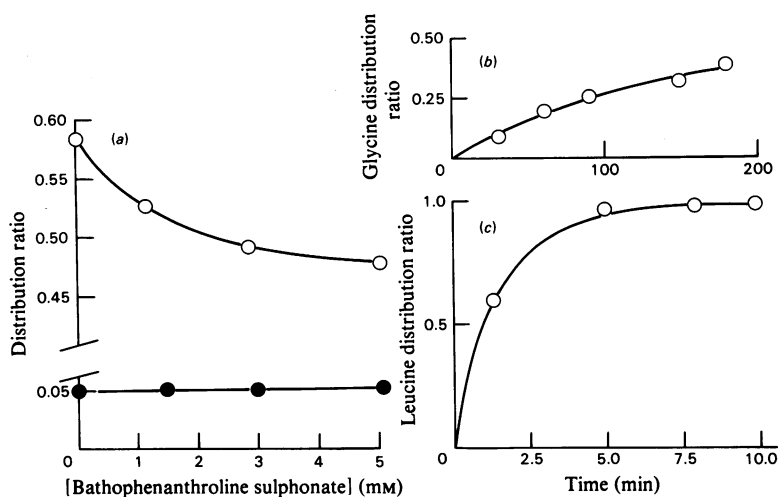 (a)
Distribution ratio
0.60
0.55
0.50
0.45
0.05
0 1 2 3 4 5
[Bathophenanthroline sulphonate] (mM)
(b)
Glycine distribution
ratio
0.50
0.25
0 100 200
(c)
Leucine distribution ratio
1.0
0.5
0 2.5 5.0 7.5 10.0
Time (min)